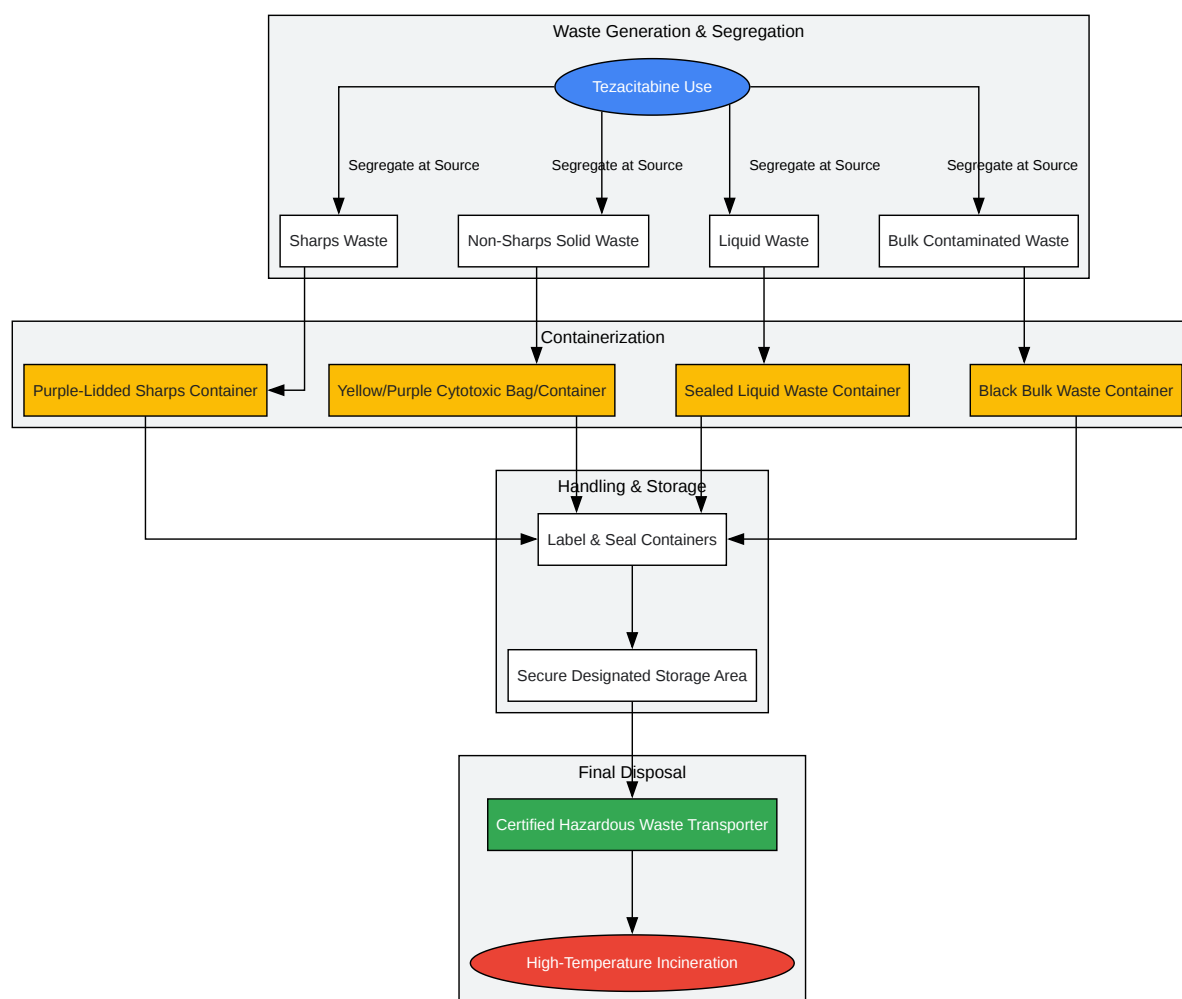 Waste Generation & Segregation
Tezacitabine Use
Segregate at Source
Segregate at Source
Segregate at Source
Segregate at Source
Sharps Waste
Non-Sharps Solid Waste
Liquid Waste
Bulk Contaminated Waste
Containerization
Purple-Lidded Sharps Container
Yellow/Purple Cytotoxic Bag/Container
Sealed Liquid Waste Container
Black Bulk Waste Container
Handling & Storage
Label & Seal Containers
Secure Designated Storage Area
Final Disposal
Certified Hazardous Waste Transporter
High-Temperature Incineration